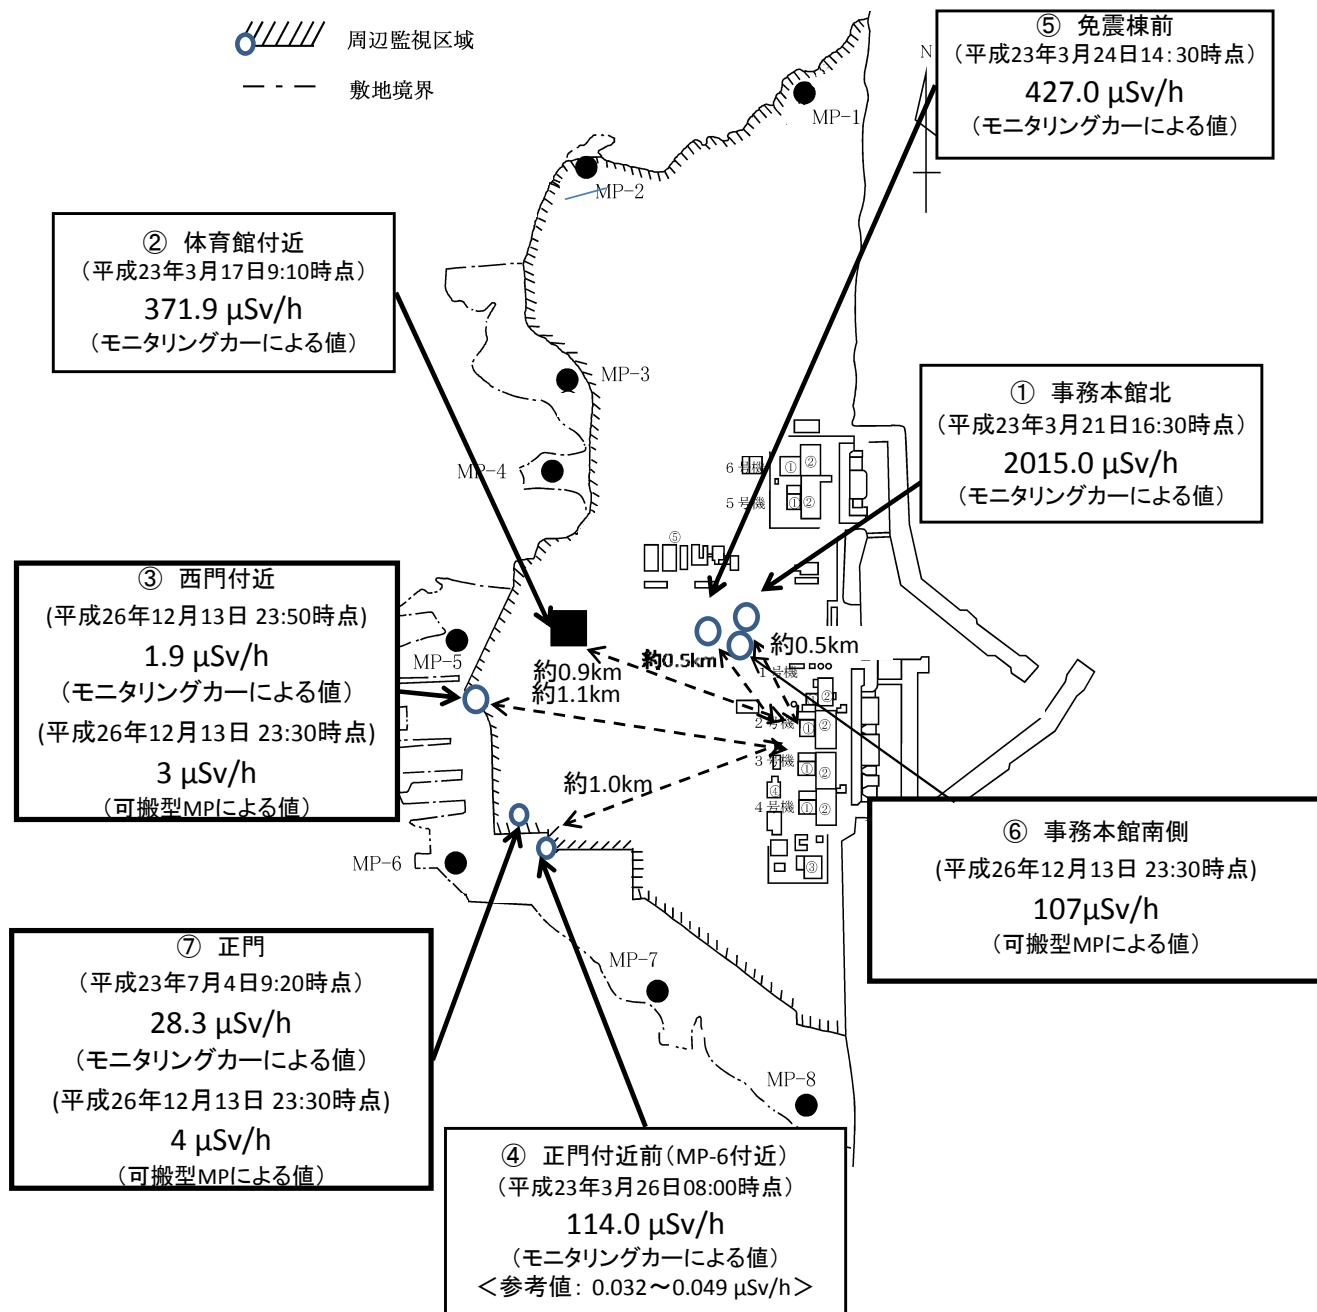 周辺監視区域
敷地境界
⑤ 免震棟前
(平成23年3月24日14:30時点)
427.0 μSv/h
(モニタリングカーによる値)
N
MP-1
MP-2
② 体育館付近
(平成23年3月17日9:10時点)
371.9 μSv/h
(モニタリングカーによる値)
MP-3
① 事務本館北
(平成23年3月21日16:30時点)
2015.0 μSv/h
(モニタリングカーによる値)
MP-4
6号機
① ②
5号機
① ②
⑤
③ 西門付近
(平成26年12月13日 23:50時点)
1.9 μSv/h
(モニタリングカーによる値)
(平成26年12月13日 23:30時点)
3 μSv/h
(可搬型MPによる値)
MP-5
約0.9km
約1.1km
約0.5km
約0.5km
1号機
②
2号機
① ②
3号機
① ②
約1.0km
④
4号機
① ②
③
MP-6
⑥ 事務本館南側
(平成26年12月13日 23:30時点)
107μSv/h
(可搬型MPによる値)
⑦ 正門
(平成23年7月4日9:20時点)
28.3 μSv/h
(モニタリングカーによる値)
(平成26年12月13日 23:30時点)
4 μSv/h
(可搬型MPによる値)
MP-7
MP-8
④ 正門付近前(MP-6付近)
(平成23年3月26日08:00時点)
114.0 μSv/h
(モニタリングカーによる値)
<参考値: 0.032～0.049 μSv/h>